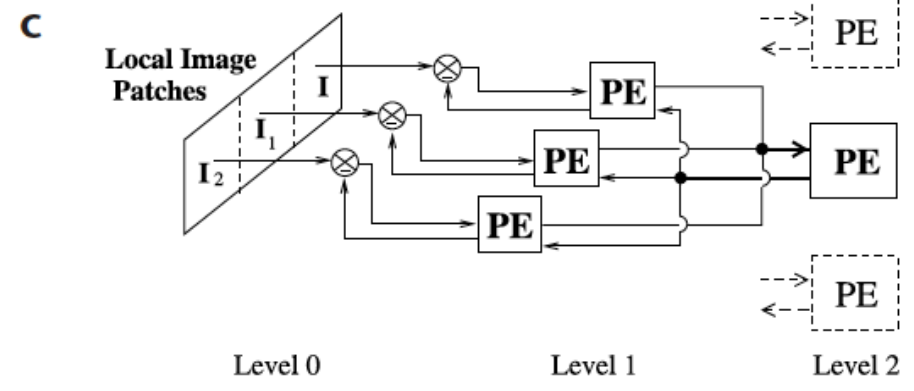 C
Local Image
Patches
I
I1
I2
PE
PE
PE
PE
PE
PE
Level 0
Level 1
Level 2